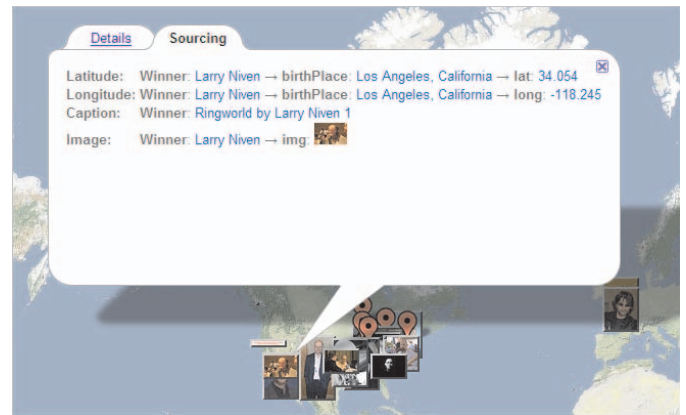 Details Sourcing
Latitude: Winner: Larry Niven → birthPlace: Los Angeles, California → lat: 34.054
Longitude: Winner: Larry Niven → birthPlace: Los Angeles, California → long: -118.245
Caption: Winner: Ringworld by Larry Niven 1
Image: Winner: Larry Niven → img: